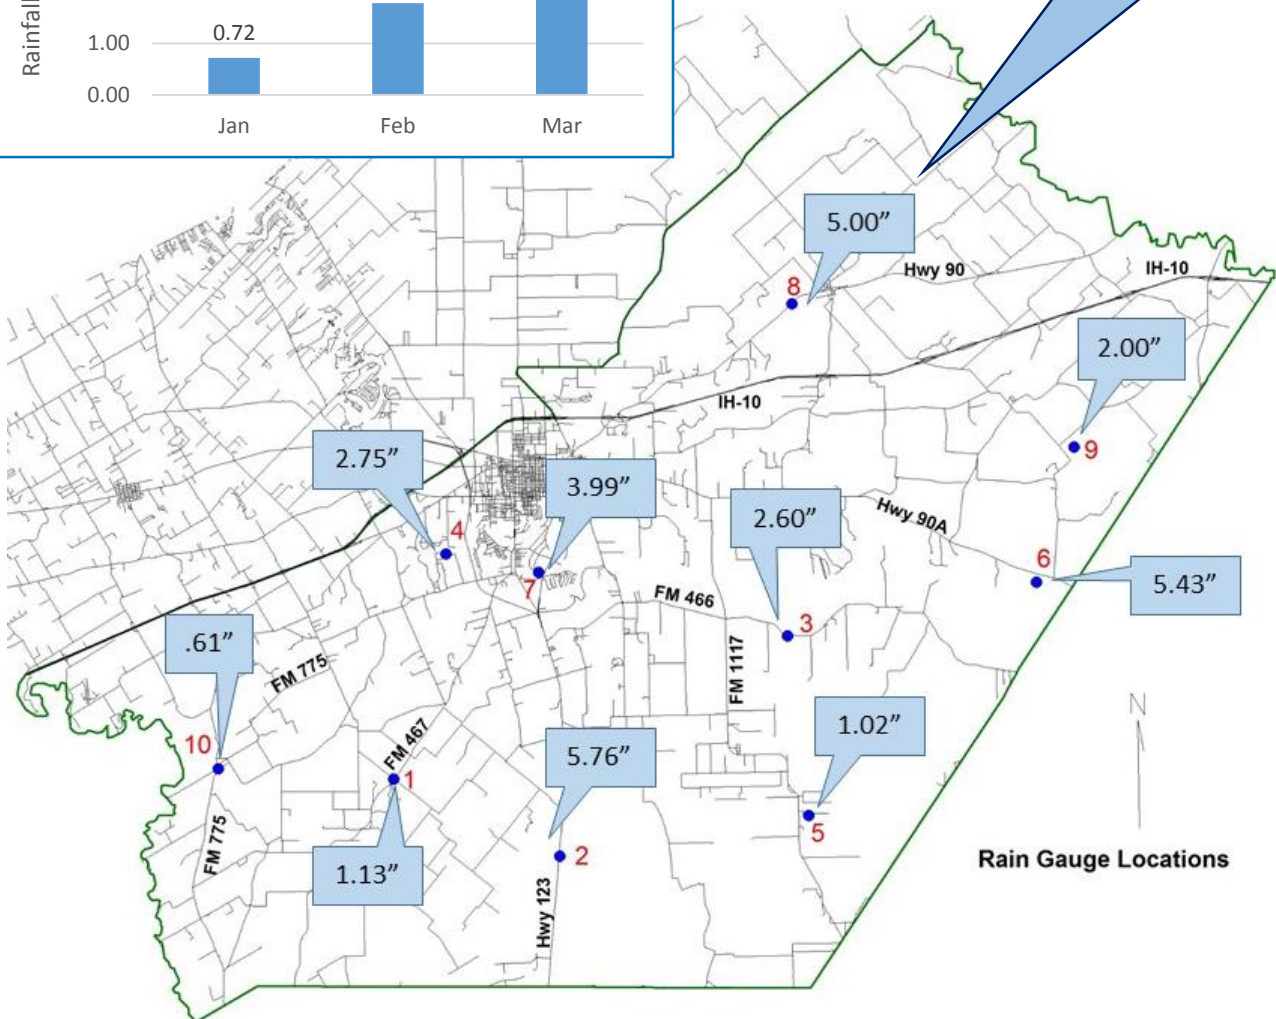 Rainfall
1.00
0.72
0.00
Jan
Feb
Mar
5.00”
Hwy 90
IH-10
8
2.00”
IH-10
2.75”
3.99”
9
2.60”
Hwy 90A
4
6
7
FM 466
5.43”
3
.61”
FM 775
FM 1117
N
1.02”
10
FM 467
5.76”
1
5
FM 775
2
1.13”
Rain Gauge Locations
Hwy 123